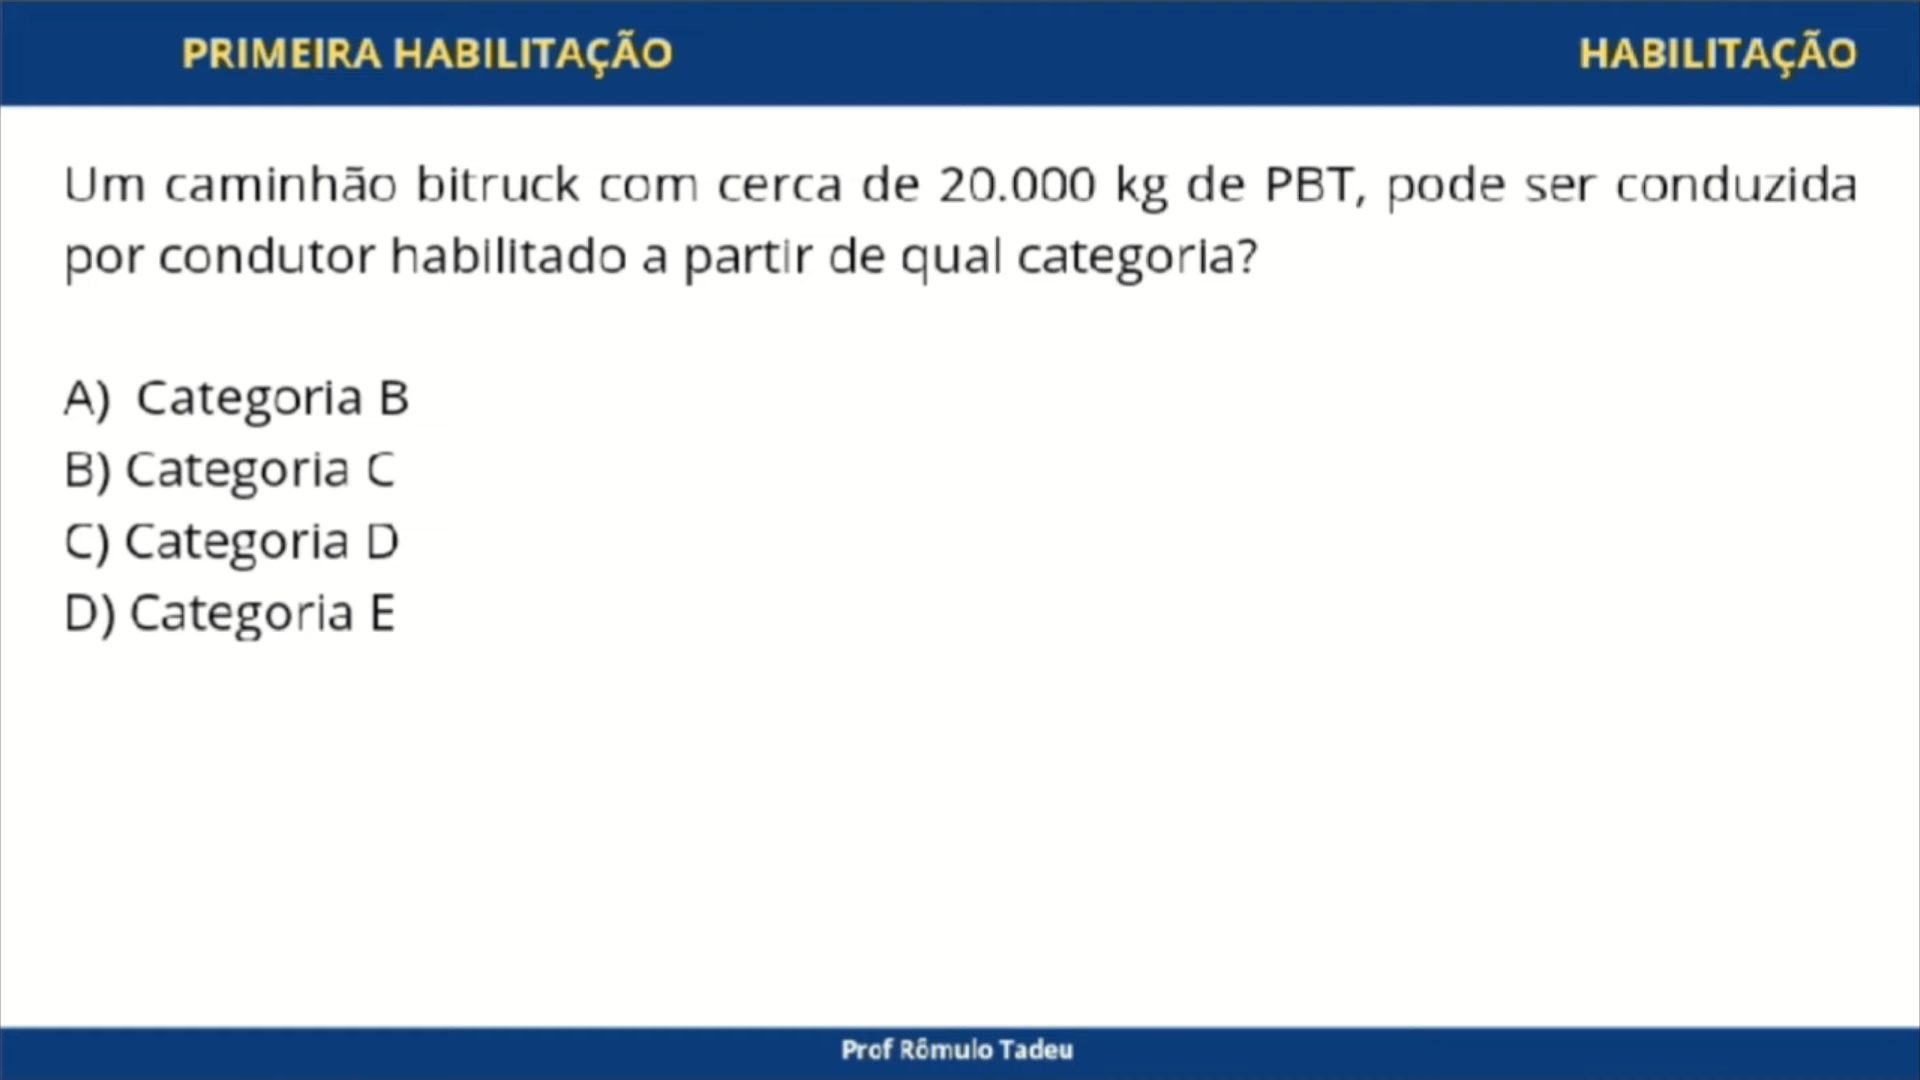 PRIMEIRA HABILITAÇÃO
HABILITAÇÃO
Um caminhão bitruck com cerca de 20.000 kg de PBT, pode ser conduzida
por condutor habilitado a partir de qual categoria?
A) Categoria B
B) Categoria C
C) Categoria D
D) Categoria E
Prof Rômulo Tadeu